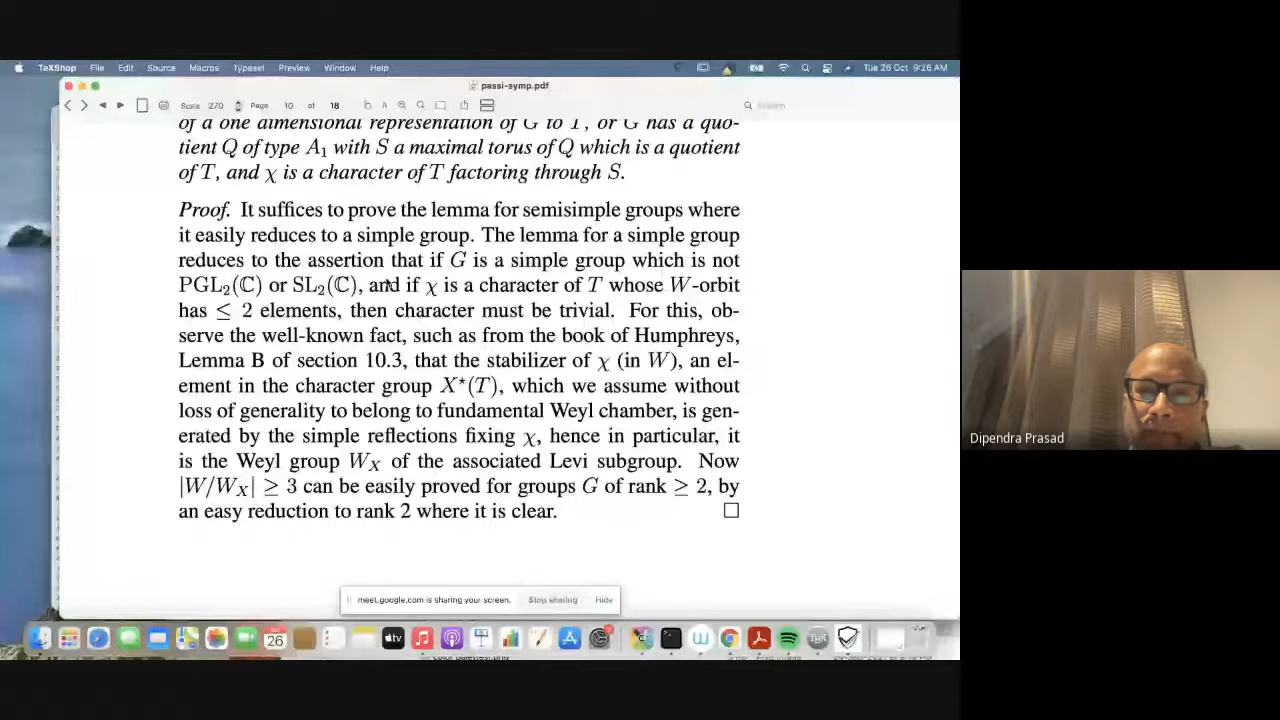 TeXShop File Edit Source Macros Typeset Preview Window Help Tue 26 Oct 9:26 AM
passi-symp.pdf
Scale 270 Page 10 of 18 Search
of a one dimensional representation of G to T, or G has a quo-
tient Q of type A₁ with S a maximal torus of Q which is a quotient
of T, and χ is a character of T factoring through S.
Proof. It suffices to prove the lemma for semisimple groups where
it easily reduces to a simple group. The lemma for a simple group
reduces to the assertion that if G is a simple group which is not
PGL₂(ℂ) or SL₂(ℂ), and if χ is a character of T whose W-orbit
has ≤ 2 elements, then character must be trivial. For this, ob-
serve the well-known fact, such as from the book of Humphreys,
Lemma B of section 10.3, that the stabilizer of χ (in W), an el-
ement in the character group X⋆(T), which we assume without
loss of generality to belong to fundamental Weyl chamber, is gen-
erated by the simple reflections fixing χ, hence in particular, it
is the Weyl group W_X of the associated Levi subgroup. Now
|W/W_X| ≥ 3 can be easily proved for groups G of rank ≥ 2, by
an easy reduction to rank 2 where it is clear. □
meet.google.com is sharing your screen. Stop sharing Hide
Dipendra Prasad
OCT
26
tv